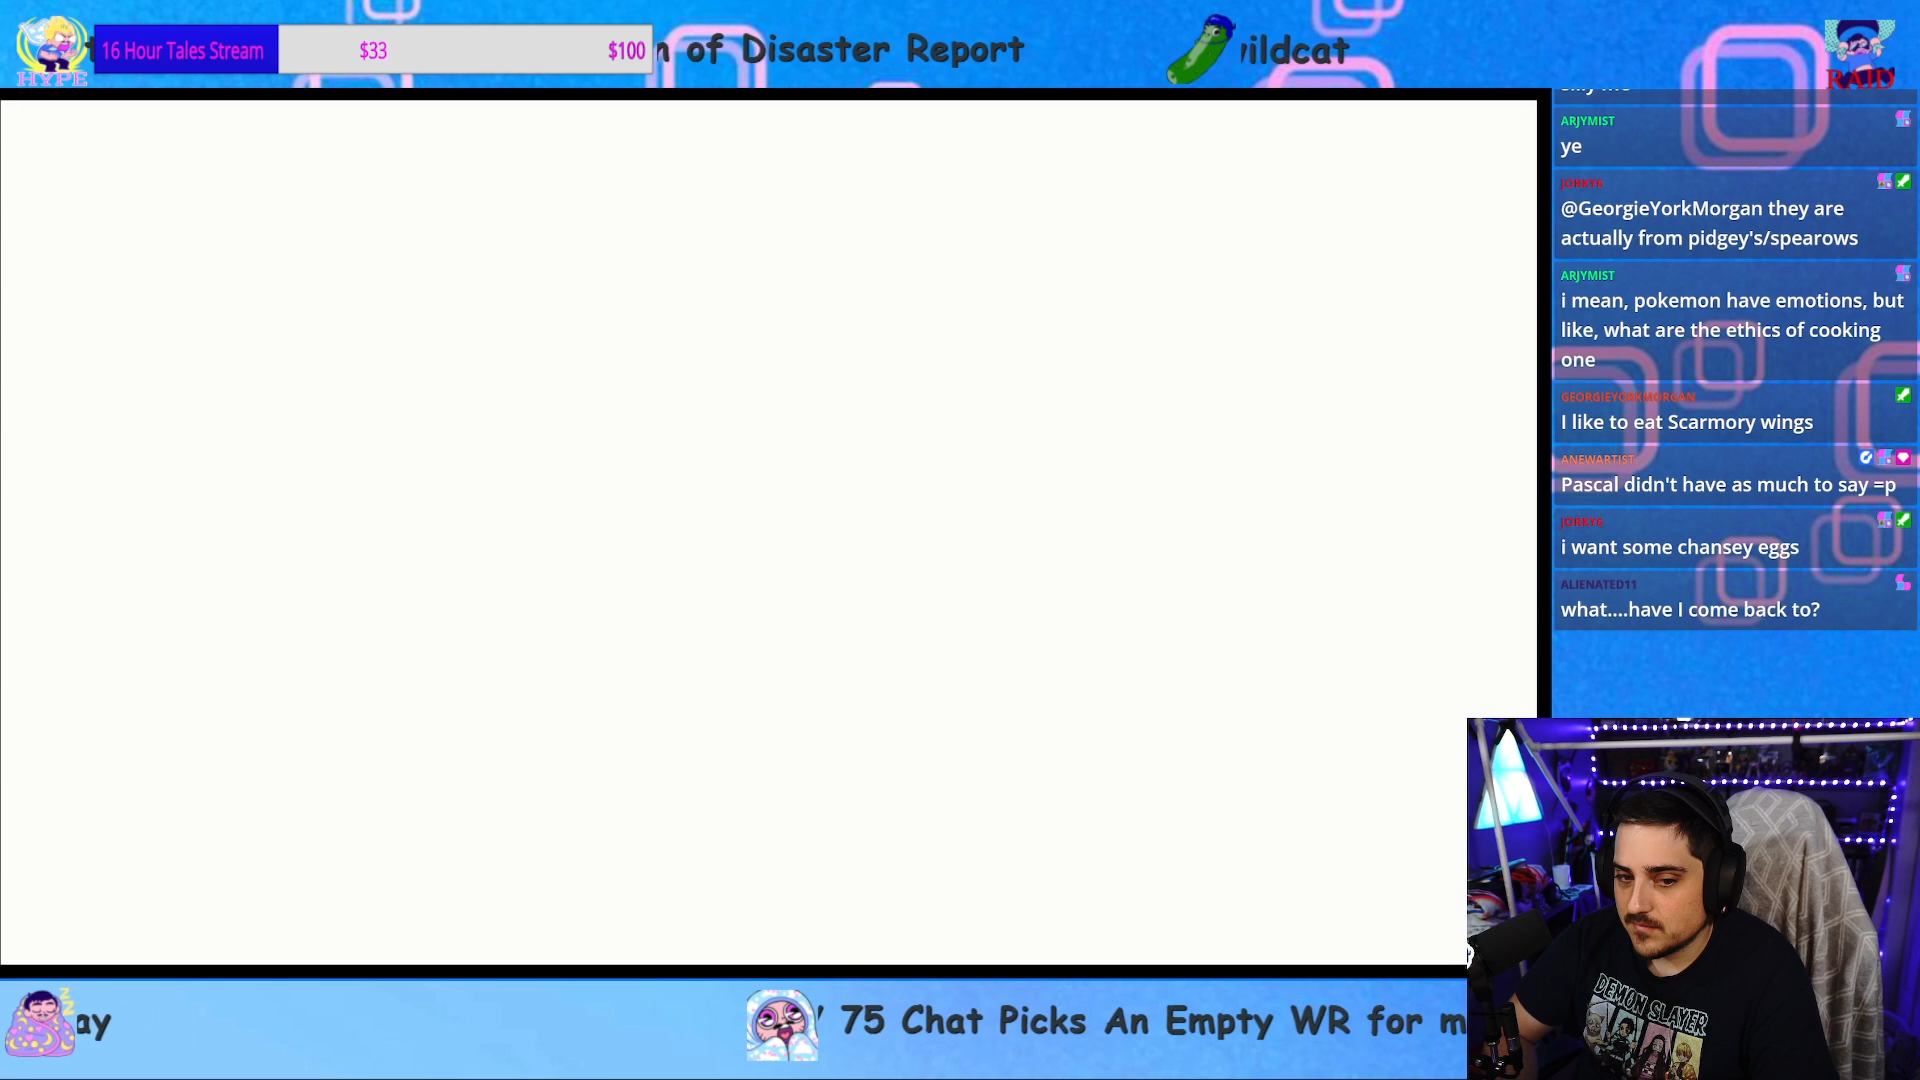 16 Hour Tales Stream
$33
$100
n of Disaster Report
wildcat
HYPE
RAID
ARJYMIST
ye
JORKY6
@GeorgieYorkMorgan they are
actually from pidgey's/spearows
ARJYMIST
i mean, pokemon have emotions, but
like, what are the ethics of cooking
one
GEORGIEYORKMORGAN
I like to eat Scarmory wings
ANEWARTIST
Pascal didn't have as much to say =p
JORKY6
i want some chansey eggs
ALIENATED11
what....have I come back to?
ay
75 Chat Picks An Empty WR for m
DEMON SLAYER